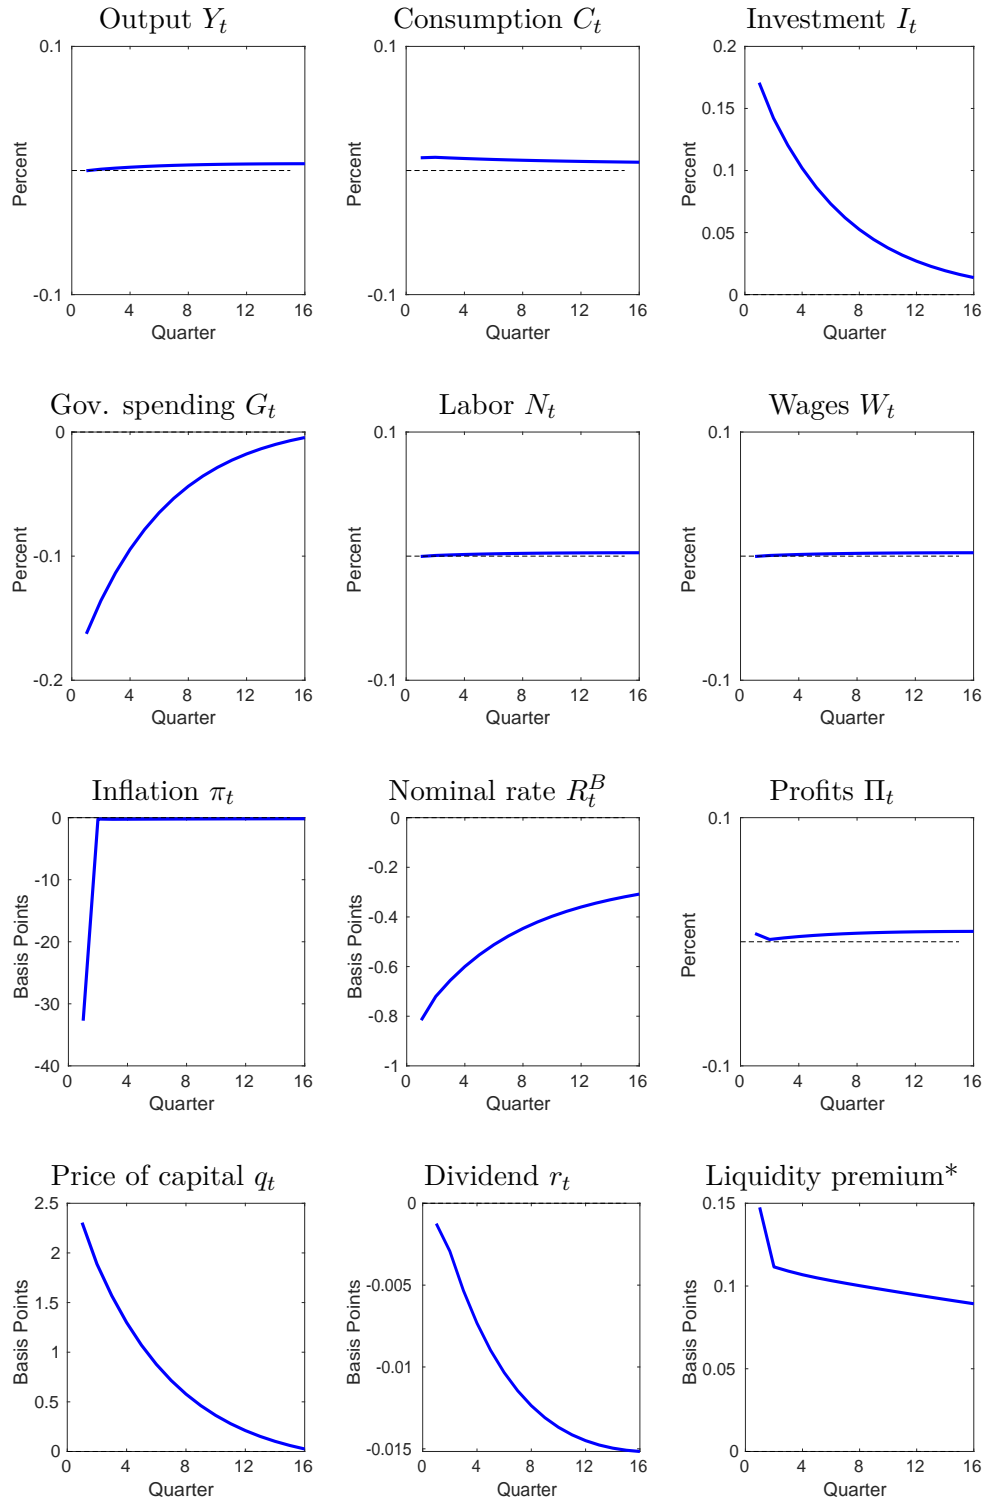 Output Y_t
0.1
-0.1
Percent
0 4 8 12 16
Quarter
Consumption C_t
0.1
-0.1
Percent
0 4 8 12 16
Quarter
Investment I_t
0.2
0.15
0.1
0.05
0
Percent
0 4 8 12 16
Quarter
Gov. spending G_t
0
-0.1
-0.2
Percent
0 4 8 12 16
Quarter
Labor N_t
0.1
-0.1
Percent
0 4 8 12 16
Quarter
Wages W_t
0.1
-0.1
Percent
0 4 8 12 16
Quarter
Inflation π_t
0
-10
-20
-30
-40
Basis Points
0 4 8 12 16
Quarter
Nominal rate R_t^B
0
-0.2
-0.4
-0.6
-0.8
-1
Basis Points
0 4 8 12 16
Quarter
Profits Π_t
0.1
-0.1
Percent
0 4 8 12 16
Quarter
Price of capital q_t
2.5
2
1.5
1
0.5
0
Basis Points
0 4 8 12 16
Quarter
Dividend r_t
0
-0.005
-0.01
-0.015
Basis Points
0 4 8 12 16
Quarter
Liquidity premium*
0.15
0.1
0.05
0
Basis Points
0 4 8 12 16
Quarter